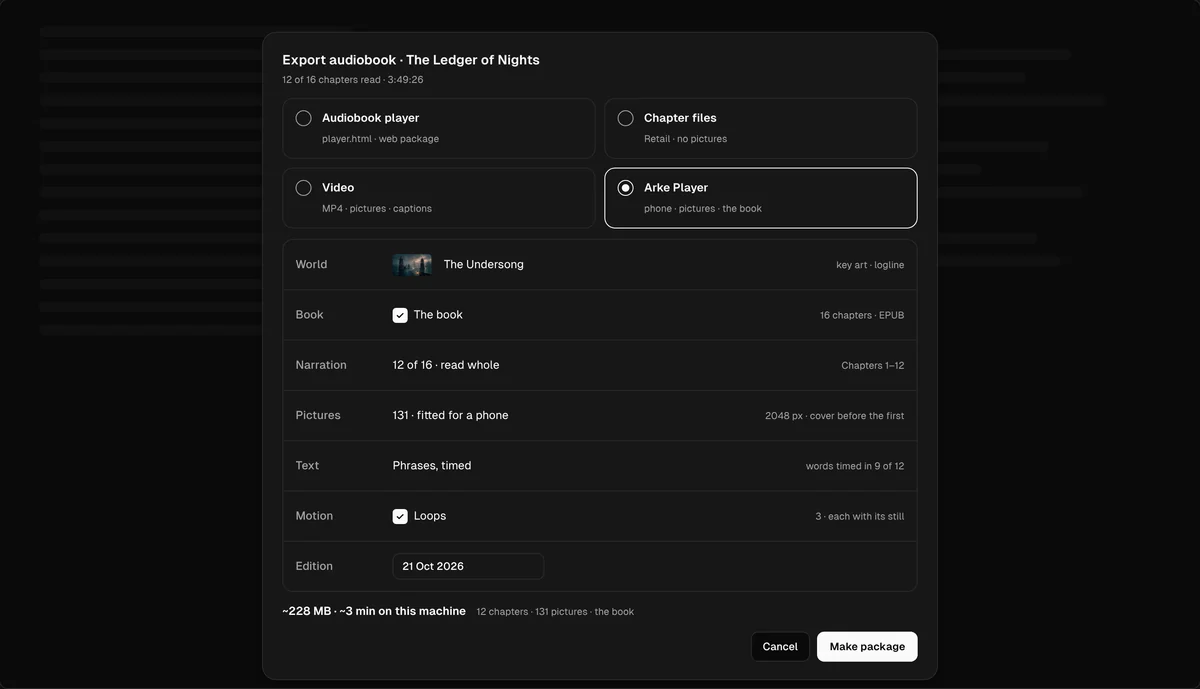 Export audiobook · The Ledger of Nights
12 of 16 chapters read · 3:49:26
Audiobook player
player.html · web package
Chapter files
Retail · no pictures
Video
MP4 · pictures · captions
Arke Player
phone · pictures · the book
World The Undersong key art · logline
Book The book 16 chapters · EPUB
Narration 12 of 16 · read whole Chapters 1–12
Pictures 131 · fitted for a phone 2048 px · cover before the first
Text Phrases, timed words timed in 9 of 12
Motion Loops 3 · each with its still
Edition 21 Oct 2026
~228 MB · ~3 min on this machine 12 chapters · 131 pictures · the book
Cancel Make package